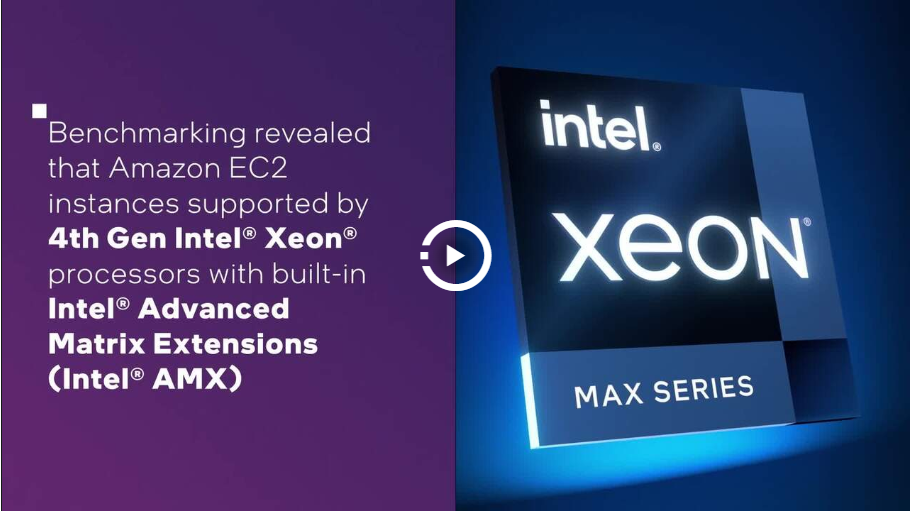 Benchmarking revealed
that Amazon EC2
instances supported by
4th Gen Intel® Xeon®
processors with built-in
Intel® Advanced
Matrix Extensions
(Intel® AMX)
intel®
xeon®
MAX SERIES